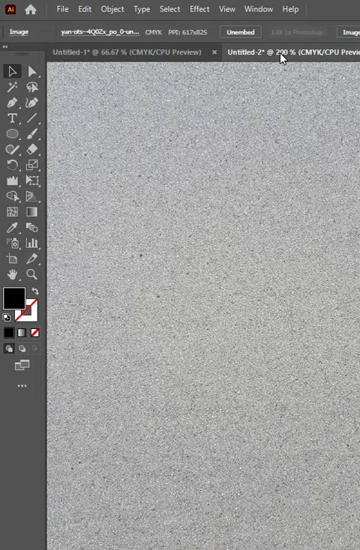 Ai File Edit Object Type Select Effect View Window Help
Image CMYK PPI: 617x825 Unembed Edit In Photoshop Image
Untitled-1* @ 66.67 % (CMYK/CPU Preview) × Untitled-2* @ 200 % (CMYK/CPU